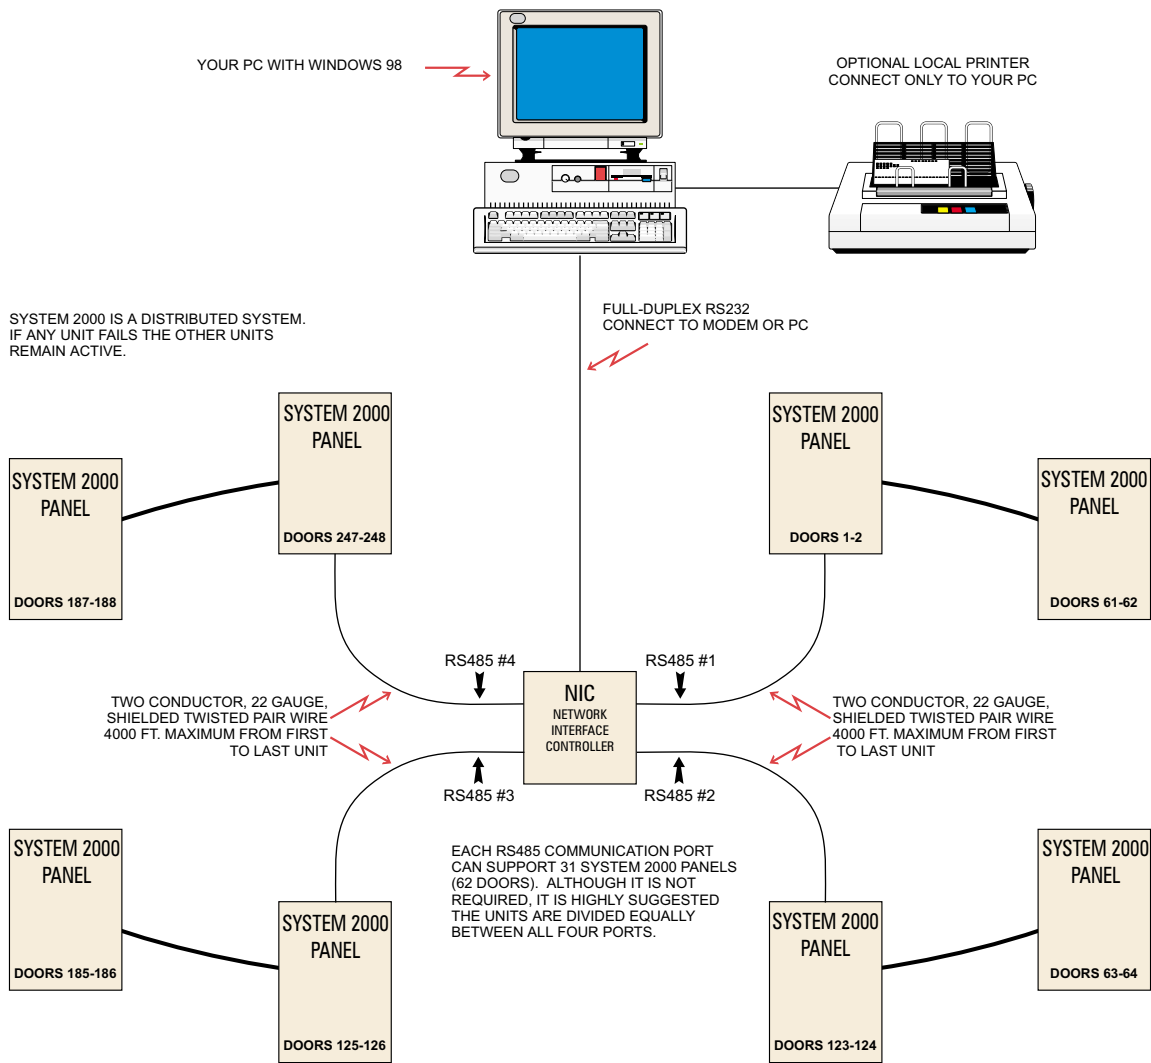 YOUR PC WITH WINDOWS 98
OPTIONAL LOCAL PRINTER
CONNECT ONLY TO YOUR PC
FULL-DUPLEX RS232
CONNECT TO MODEM OR PC
SYSTEM 2000 IS A DISTRIBUTED SYSTEM.
IF ANY UNIT FAILS THE OTHER UNITS
REMAIN ACTIVE.
SYSTEM 2000
PANEL
DOORS 247-248
SYSTEM 2000
PANEL
DOORS 187-188
SYSTEM 2000
PANEL
DOORS 1-2
SYSTEM 2000
PANEL
DOORS 61-62
RS485 #4
RS485 #1
NIC
NETWORK
INTERFACE
CONTROLLER
TWO CONDUCTOR, 22 GAUGE,
SHIELDED TWISTED PAIR WIRE
4000 FT. MAXIMUM FROM FIRST
TO LAST UNIT
TWO CONDUCTOR, 22 GAUGE,
SHIELDED TWISTED PAIR WIRE
4000 FT. MAXIMUM FROM FIRST
TO LAST UNIT
RS485 #3
RS485 #2
EACH RS485 COMMUNICATION PORT
CAN SUPPORT 31 SYSTEM 2000 PANELS
(62 DOORS).  ALTHOUGH IT IS NOT
REQUIRED, IT IS HIGHLY SUGGESTED
THE UNITS ARE DIVIDED EQUALLY
BETWEEN ALL FOUR PORTS.
SYSTEM 2000
PANEL
DOORS 185-186
SYSTEM 2000
PANEL
DOORS 125-126
SYSTEM 2000
PANEL
DOORS 123-124
SYSTEM 2000
PANEL
DOORS 63-64